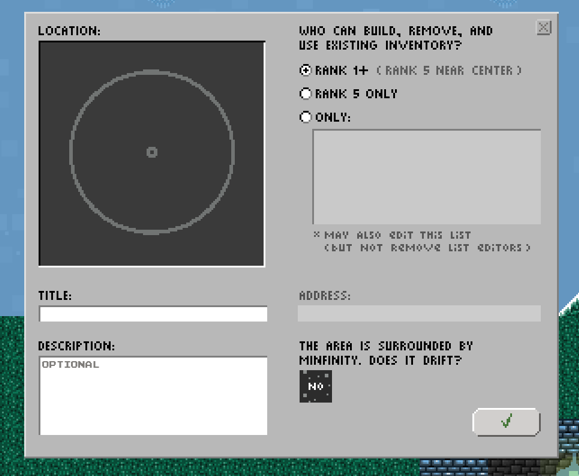 LOCATION:
WHO CAN BUILD, REMOVE, AND
USE EXISTING INVENTORY?
RANK 1+ (RANK 5 NEAR CENTER)
RANK 5 ONLY
ONLY:
* MAY ALSO EDIT THIS LIST
(BUT NOT REMOVE LIST EDITORS)
TITLE:
ADDRESS:
DESCRIPTION:
OPTIONAL
THE AREA IS SURROUNDED BY
MINFINITY. DOES IT DRIFT?
NO